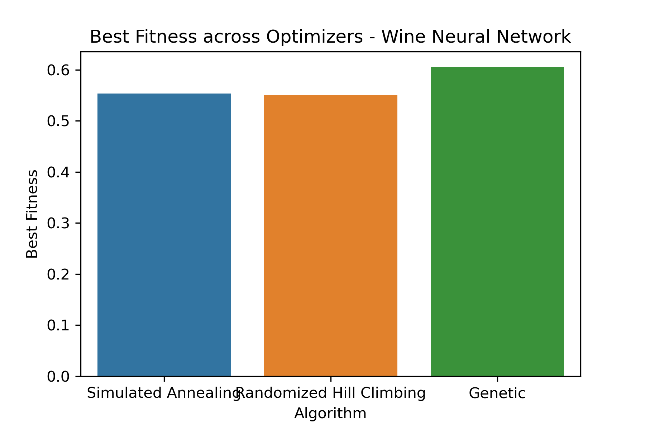 Best Fitness across Optimizers - Wine Neural Network
Best Fitness
0.6
0.5
0.4
0.3
0.2
0.1
0.0
Simulated Annealing Randomized Hill Climbing Genetic
Algorithm